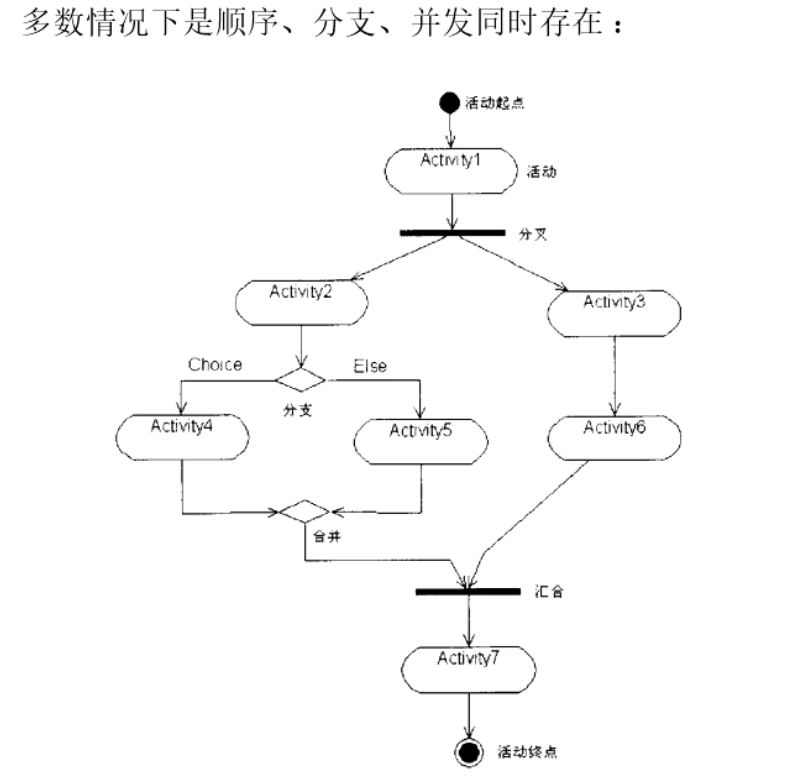 多数情况下是顺序、分支、并发同时存在：
活动起点
Activity1
活动
分叉
Activity2
Activity3
Choice
Else
分支
Activity4
Activity5
Activity6
合并
汇合
Activity7
活动终点